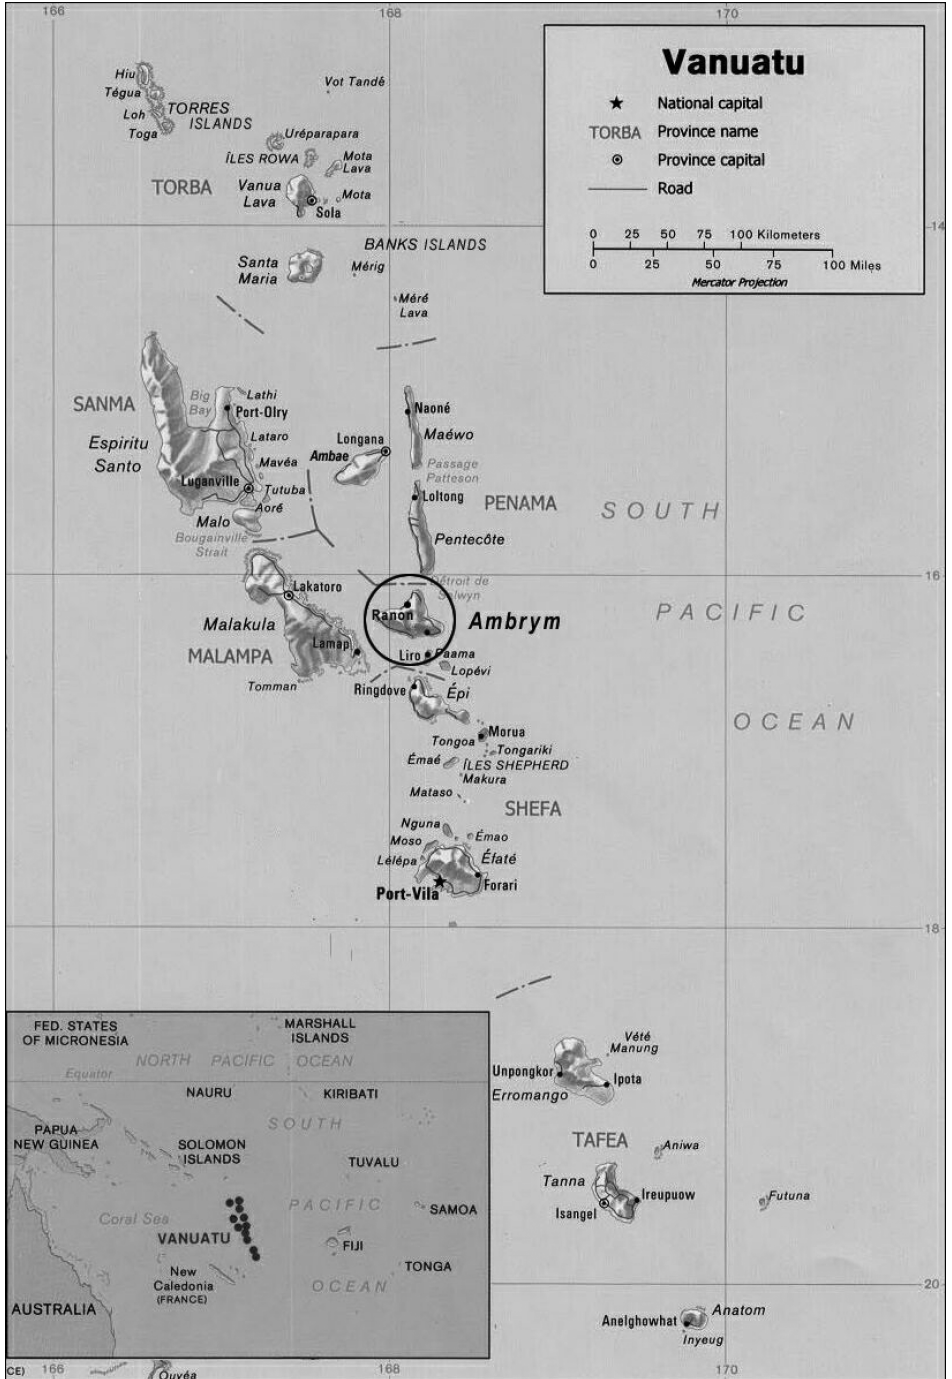 166
168
170
Vanuatu
National capital
TORBA Province name
Province capital
Road
0 25 50 75 100 Kilometers
0 25 50 75 100 Miles
Mercator Projection
Hiu
Tégua
Loh
Toga
TORRES
ISLANDS
Vot Tandé
Uréparapara
ÎLES ROWA
Mota
Lava
TORBA
Vanua
Lava
Mota
Sola
14
BANKS ISLANDS
Santa
Maria
Mérig
Méré
Lava
SANMA
Big
Bay
Lathi
Port-Olry
Espiritu
Santo
Lataro
Mavéa
Luganville
Tutuba
Aoré
Malo
Bougainville
Strait
Longana
Ambae
Naoné
Maéwo
Passage
Patteson
Loltong
PENAMA
Pentecôte
SOUTH
PACIFIC
OCEAN
16
Détroit de
Selwyn
Lakatoro
Ranon
Ambrym
Malakula
MALAMPA
Lamap
Liro
Paama
Lopévi
Tomman
Ringdove
Épi
Morua
Tongoa
Tongariki
Émaé
ÎLES SHEPHERD
Makura
Mataso
SHEFA
Nguna
Moso
Émao
Lélépa
Éfaté
Port-Vila
Forari
18
Vété
Manung
Unpongkor
Ipota
Erromango
TAFEA
Aniwa
Tanna
Ireupuow
Isangel
Futuna
20
Anatom
Anelghowhat
Inyeug
FED. STATES
OF MICRONESIA
MARSHALL
ISLANDS
NORTH PACIFIC OCEAN
Equator
NAURU
KIRIBATI
PAPUA
NEW GUINEA
SOLOMON
ISLANDS
SOUTH
TUVALU
PACIFIC
SAMOA
Coral Sea
VANUATU
FIJI
TONGA
New
Caledonia
(FRANCE)
OCEAN
AUSTRALIA
CE)
166
Ouvéa
168
170